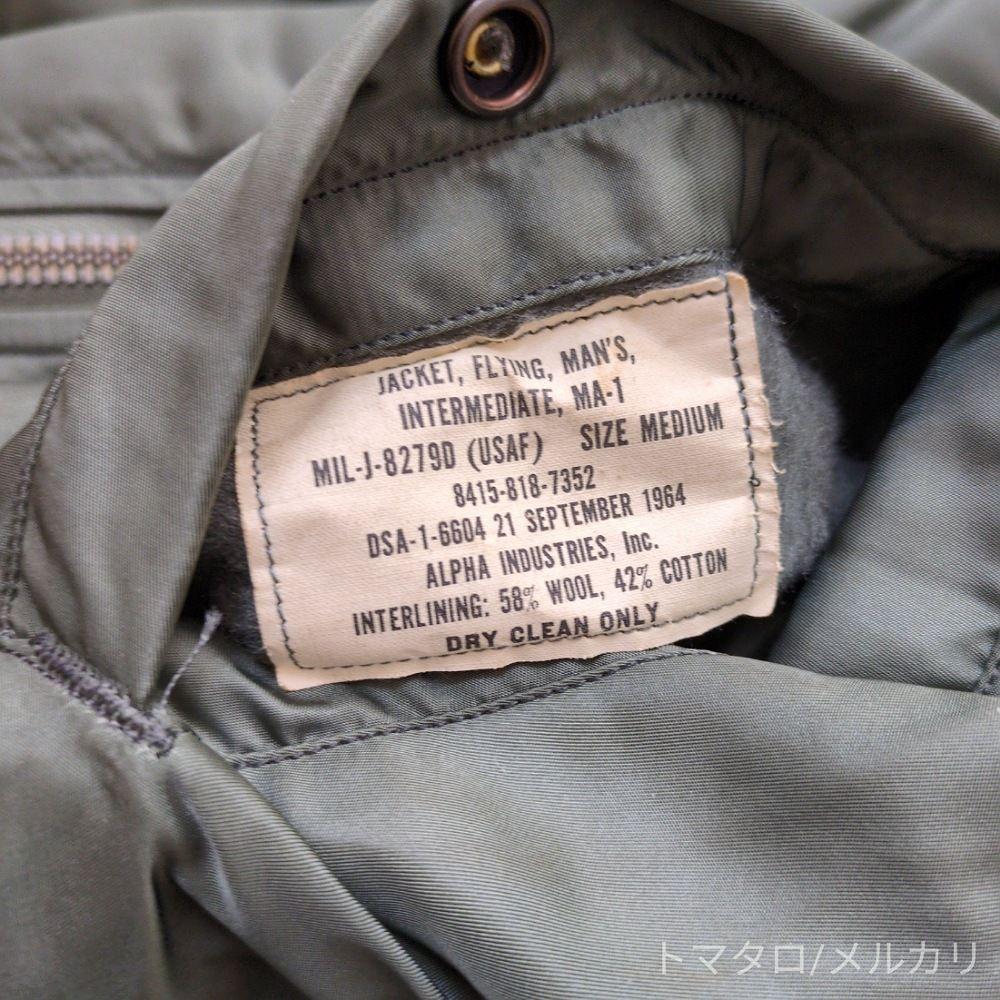 JACKET, FLYING, MAN'S,
INTERMEDIATE, MA-1
MIL-J-8279D (USAF) SIZE MEDIUM
8415-818-7352
DSA-1-6604 21 SEPTEMBER 1964
ALPHA INDUSTRIES, Inc.
INTERLINING: 58% WOOL, 42% COTTON
DRY CLEAN ONLY
トマタロ/メルカリ